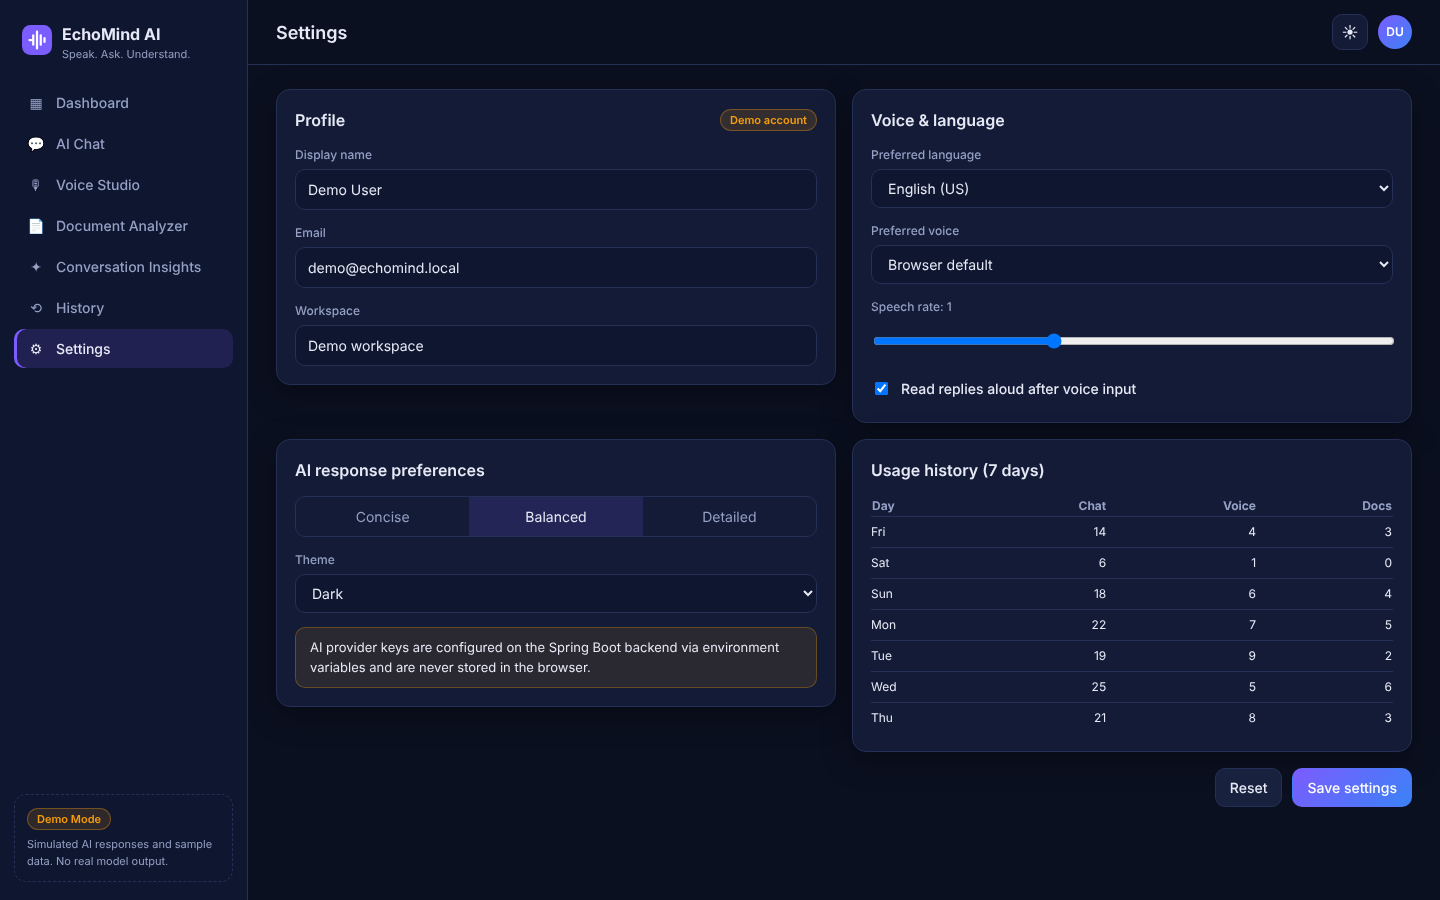 EchoMind AI
Speak. Ask. Understand.
Dashboard
AI Chat
Voice Studio
Document Analyzer
Conversation Insights
History
Settings
Demo Mode
Simulated AI responses and sample
data. No real model output.
Settings
DU
Profile
Demo account
Display name
Demo User
Email
demo@echomind.local
Workspace
Demo workspace
Voice & language
Preferred language
English (US)
Preferred voice
Browser default
Speech rate: 1
Read replies aloud after voice input
AI response preferences
Concise Balanced Detailed
Theme
Dark
AI provider keys are configured on the Spring Boot backend via environment
variables and are never stored in the browser.
Usage history (7 days)
Day Chat Voice Docs
Fri 14 4 3
Sat 6 1 0
Sun 18 6 4
Mon 22 7 5
Tue 19 9 2
Wed 25 5 6
Thu 21 8 3
Reset Save settings